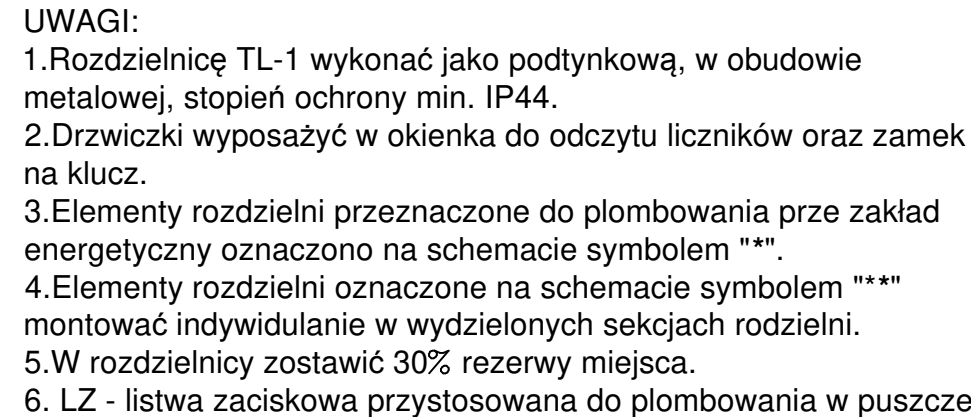 UWAGI:
1.Rozdzielnicę TL-1 wykonać jako podtynkową, w obudowie
metalowej, stopień ochrony min. IP44.
2.Drzwiczki wyposażyć w okienka do odczytu liczników oraz zamek
na klucz.
3.Elementy rozdzielni przeznaczone do plombowania prze zakład
energetyczny oznaczono na schemacie symbolem "*".
4.Elementy rozdzielni oznaczone na schemacie symbolem "**"
montować indywidulanie w wydzielonych sekcjach rodzielni.
5.W rozdzielnicy zostawić 30% rezerwy miejsca.
6. LZ - listwa zaciskowa przystosowana do plombowania w puszcze